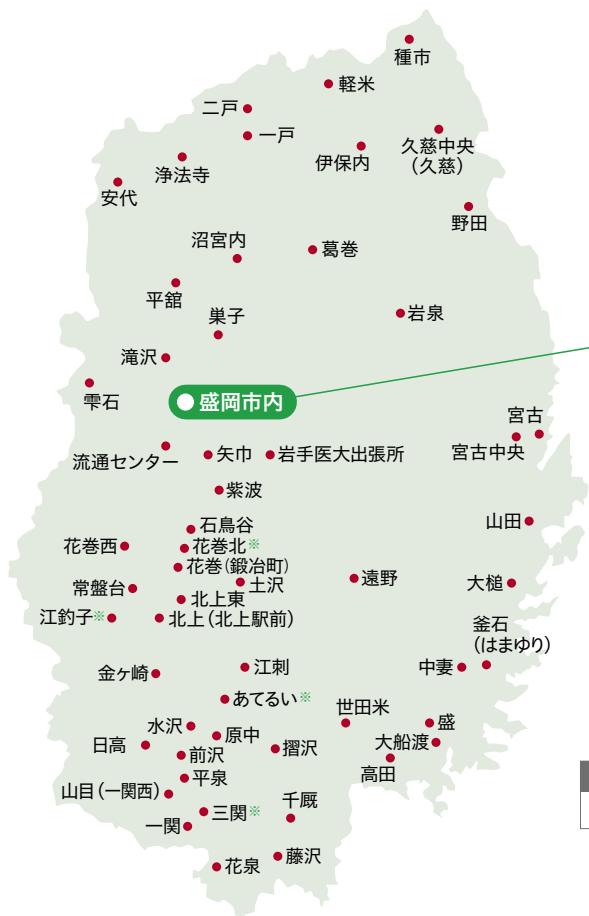 種市
軽米
二戸
一戸
久慈中央
（久慈）
伊保内
浄法寺
安代
野田
沼宮内
葛巻
平舘
巣子
岩泉
滝沢
雫石
盛岡市内
宮古
宮古中央
流通センター
矢巾
岩手医大出張所
紫波
山田
石鳥谷
花巻西
花巻北※
花巻（鍛冶町）
土沢
遠野
常盤台
大槌
北上東
江釣子※
北上（北上駅前）
釜石
（はまゆり）
金ヶ崎
江刺
中妻
あてるい※
世田米
水沢
原中
盛
日高
前沢
摺沢
大船渡
高田
平泉
山目（一関西）
三関※
千厩
一関
花泉
藤沢